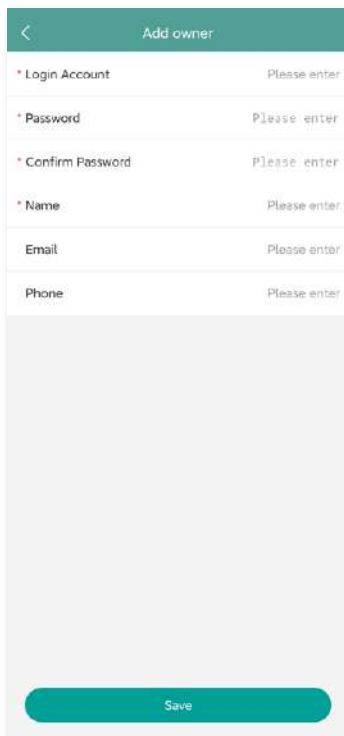 Add owner
* Login Account Please enter
* Password Please enter
* Confirm Password Please enter
* Name Please enter
Email Please enter
Phone Please enter
Save